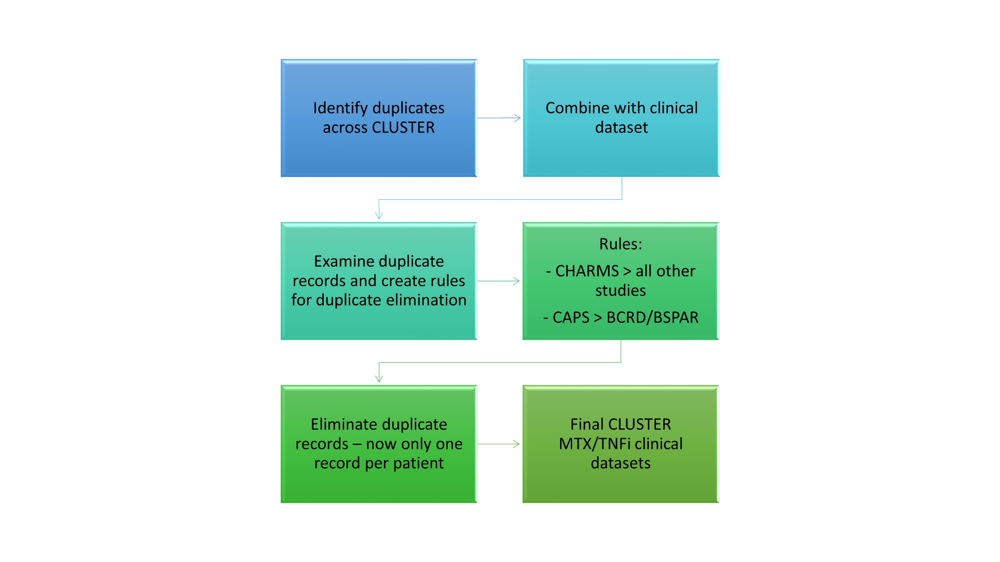 Identify duplicates
across CLUSTER
Combine with clinical
dataset
Examine duplicate
records and create rules
for duplicate elimination
Rules:
- CHARMS > all other
studies
- CAPS > BCRD/BSPAR
Eliminate duplicate
records – now only one
record per patient
Final CLUSTER
MTX/TNFi clinical
datasets